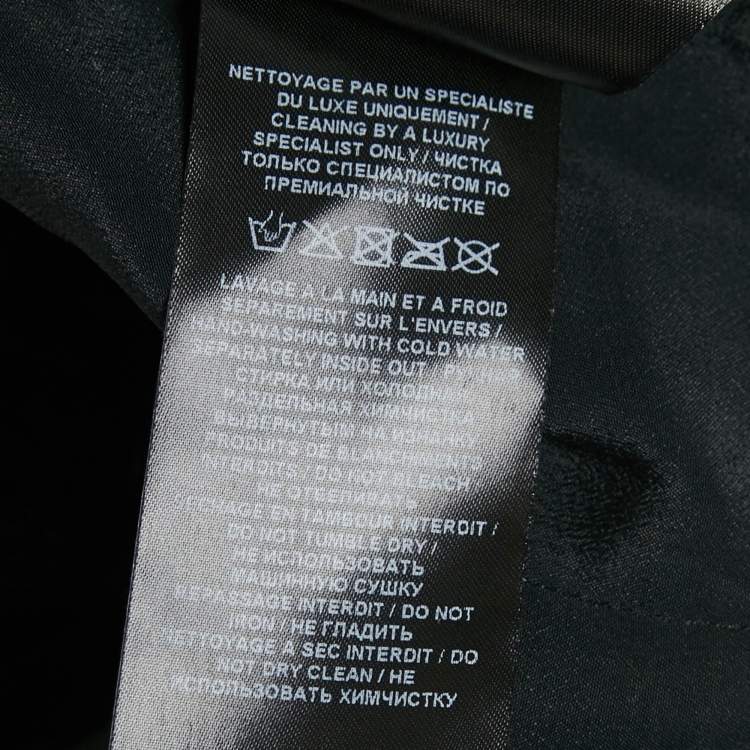 NETTOYAGE PAR UN SPECIALISTE
DU LUXE UNIQUEMENT /
CLEANING BY A LUXURY
SPECIALIST ONLY / ЧИСТКА
ТОЛЬКО СПЕЦИАЛИСТОМ ПО
ПРЕМИАЛЬНОЙ ЧИСТКЕ
LAVAGE A LA MAIN ET A FROID
SEPAREMENT SUR L'ENVERS /
HAND-WASHING WITH COLD WATER
SEPARATELY INSIDE OUT /
СТИРКА ИЛИ ХОЛОДНАЯ
РАЗДЕЛЬНАЯ ХИМЧИСТКА
ВЫВЕРНУТЫМ НА ИЗНАНКУ
PRODUITS DE BLANCHIMENTS
INTERDITS / DO NOT BLEACH
НЕ ОТБЕЛИВАТЬ
SECHAGE EN TAMBOUR INTERDIT /
DO NOT TUMBLE DRY /
НЕ ИСПОЛЬЗОВАТЬ
МАШИННУЮ СУШКУ
REPASSAGE INTERDIT / DO NOT
IRON / НЕ ГЛАДИТЬ
NETTOYAGE A SEC INTERDIT / DO
NOT DRY CLEAN / НЕ
ИСПОЛЬЗОВАТЬ ХИМЧИСТКУ